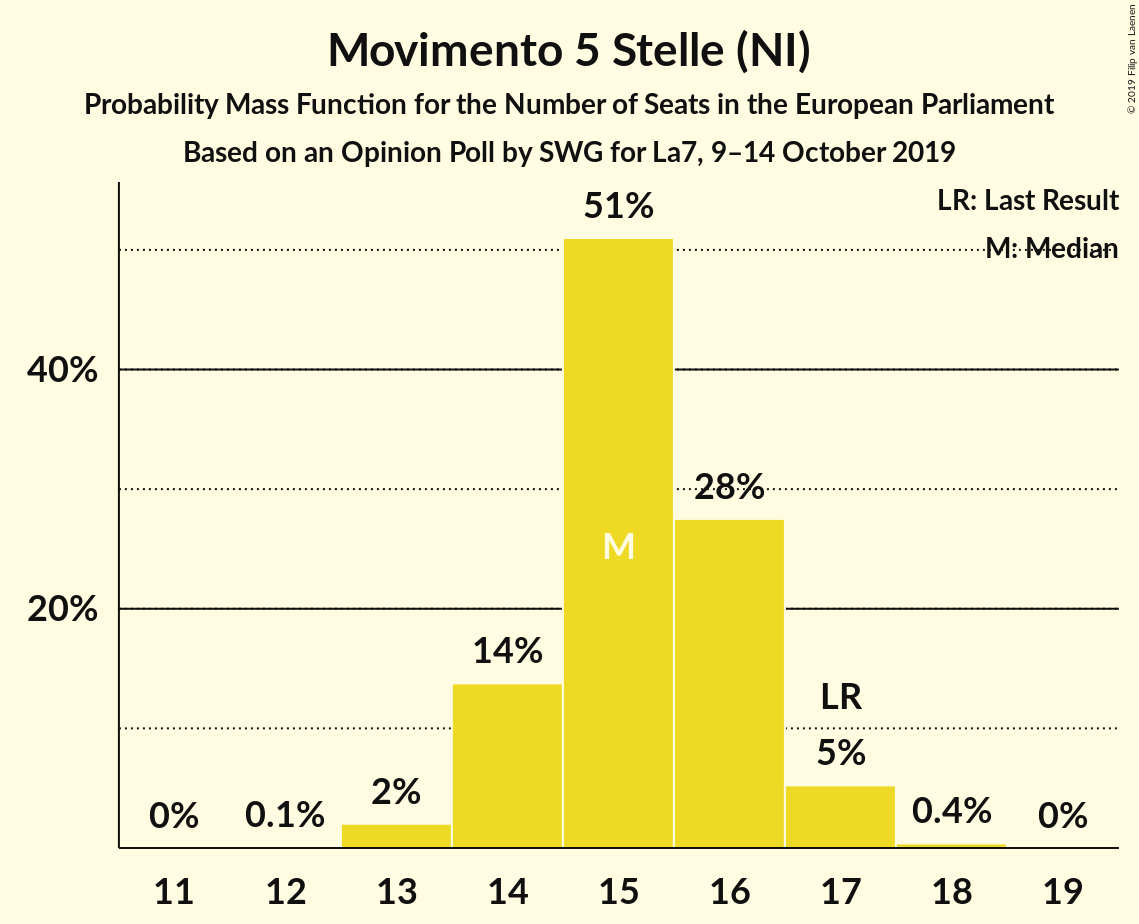 Movimento 5 Stelle (NI)
Probability Mass Function for the Number of Seats in the European Parliament
Based on an Opinion Poll by SWG for La7, 9–14 October 2019
© 2019 Filip van Laenen
LR: Last Result
M: Median
40%
20%
0%
0.1%
2%
14%
51%
M
28%
LR
5%
0.4%
0%
11 12 13 14 15 16 17 18 19